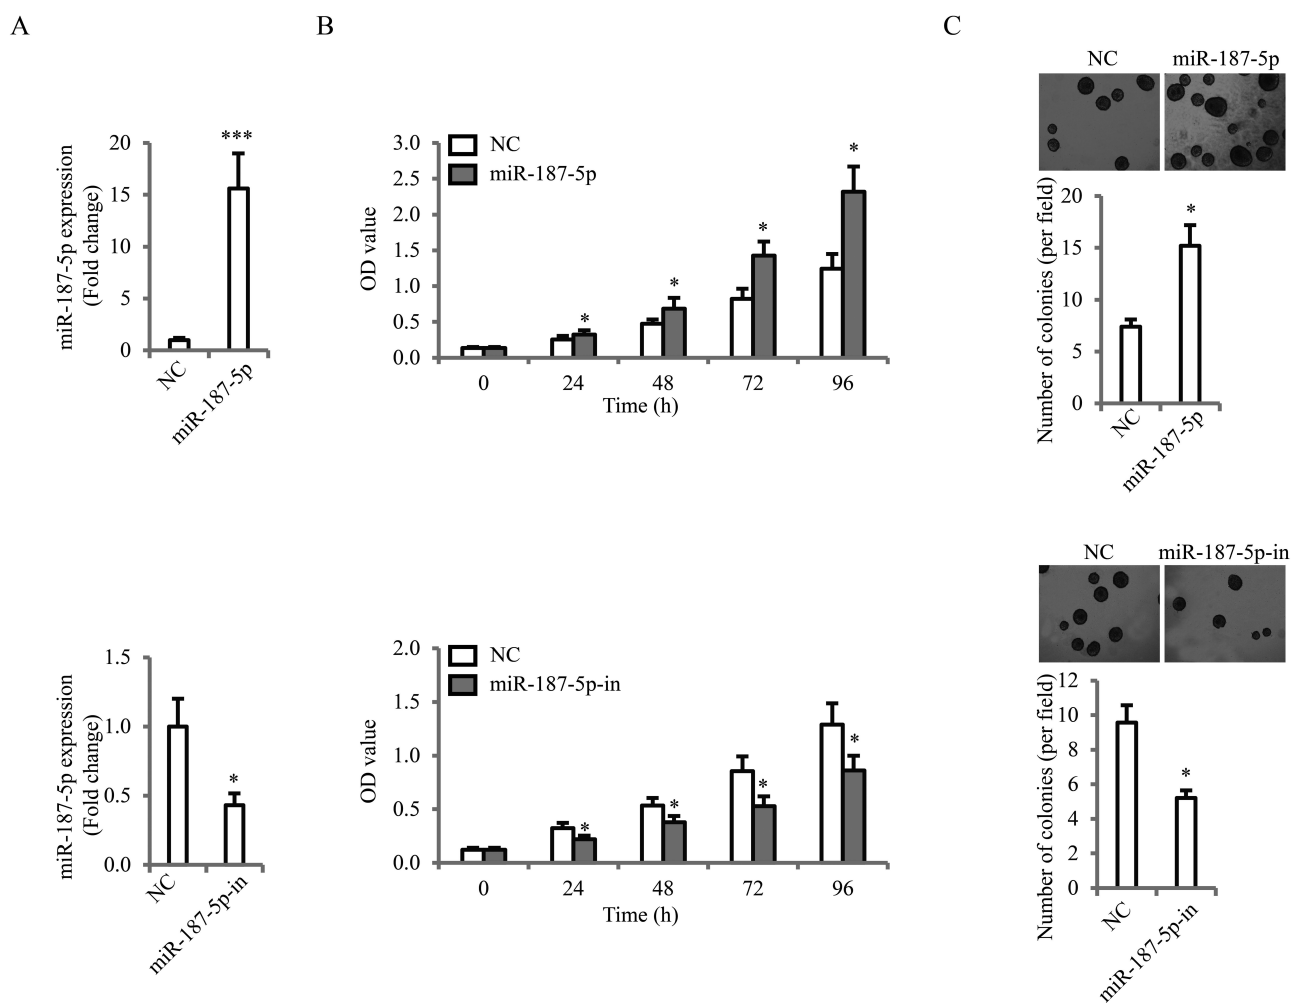 A
B
C
miR-187-5p expression
(Fold change)
20
15
10
5
0
***
NC
miR-187-5p
OD value
3.0
2.5
2.0
1.5
1.0
0.5
0.0
NC
miR-187-5p
*
*
*
*
0 24 48 72 96
Time (h)
NC miR-187-5p
Number of colonies (per field)
20
15
10
5
0
*
NC
miR-187-5p
miR-187-5p expression
(Fold change)
1.5
1.0
0.5
0.0
*
NC
miR-187-5p-in
OD value
2.0
1.5
1.0
0.5
0.0
NC
miR-187-5p-in
*
*
*
*
0 24 48 72 96
Time (h)
NC miR-187-5p-in
Number of colonies (per field)
12
10
8
6
4
2
0
*
NC
miR-187-5p-in